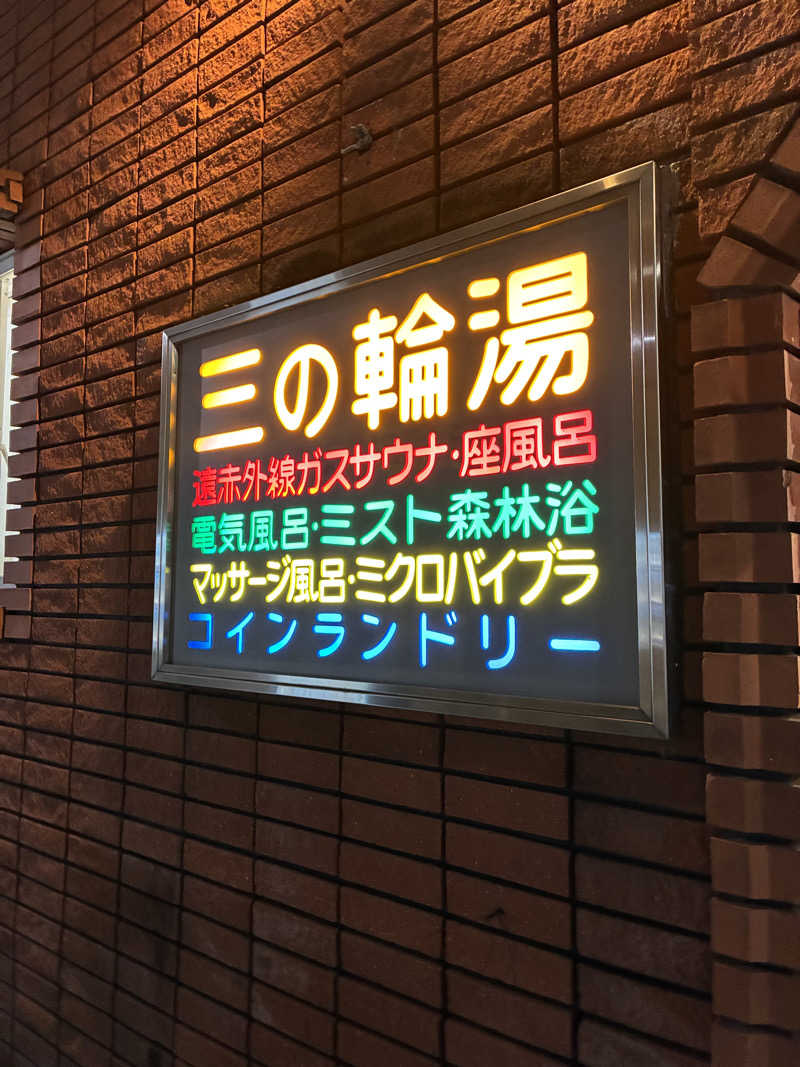 三の輪湯
遠赤外線ガスサウナ・座風呂
電気風呂・ミスト森林浴
マッサージ風呂・ミクロバイブラ
コインランドリー